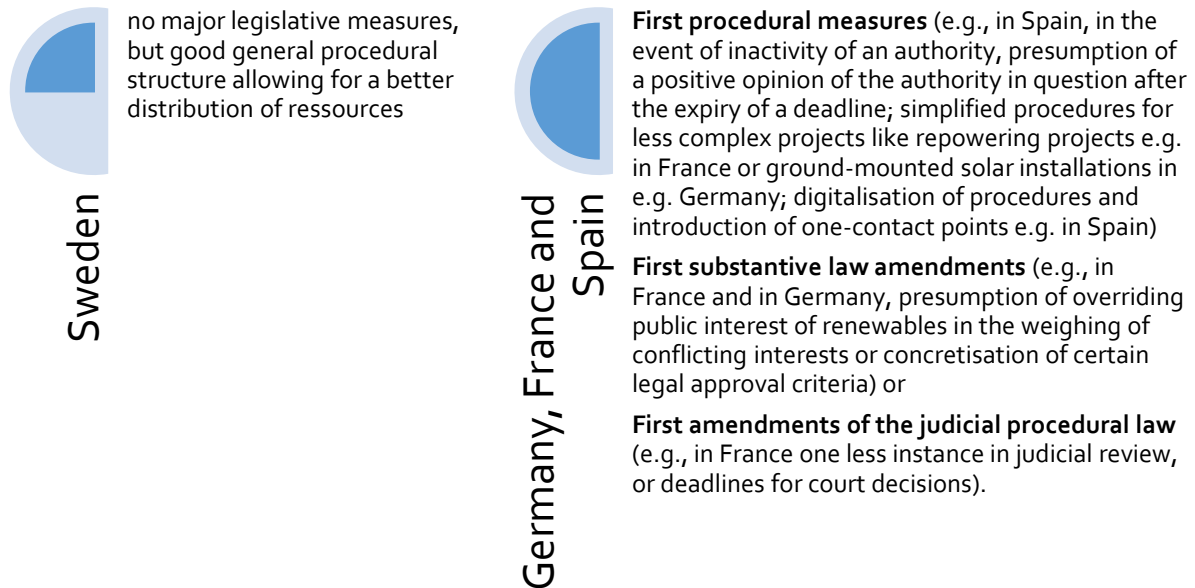 no major legislative measures,
but good general procedural
structure allowing for a better
distribution of ressources
Sweden
First procedural measures (e.g., in Spain, in the
event of inactivity of an authority, presumption of
a positive opinion of the authority in question after
the expiry of a deadline; simplified procedures for
less complex projects like repowering projects e.g.
in France or ground-mounted solar installations in
e.g. Germany; digitalisation of procedures and
introduction of one-contact points e.g. in Spain)
First substantive law amendments (e.g., in
France and in Germany, presumption of overriding
public interest of renewables in the weighing of
conflicting interests or concretisation of certain
legal approval criteria) or
First amendments of the judicial procedural law
(e.g., in France one less instance in judicial review,
or deadlines for court decisions).
Germany, France and
Spain